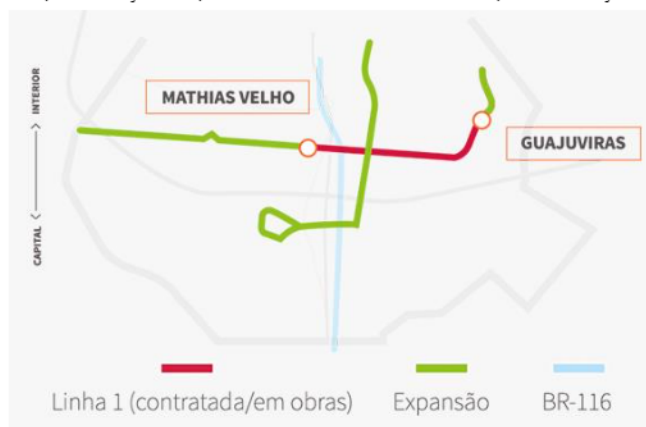 INTERIOR
MATHIAS VELHO
GUAJUVIRAS
CAPITAL
Linha 1 (contratada/em obras)
Expansão
BR-116